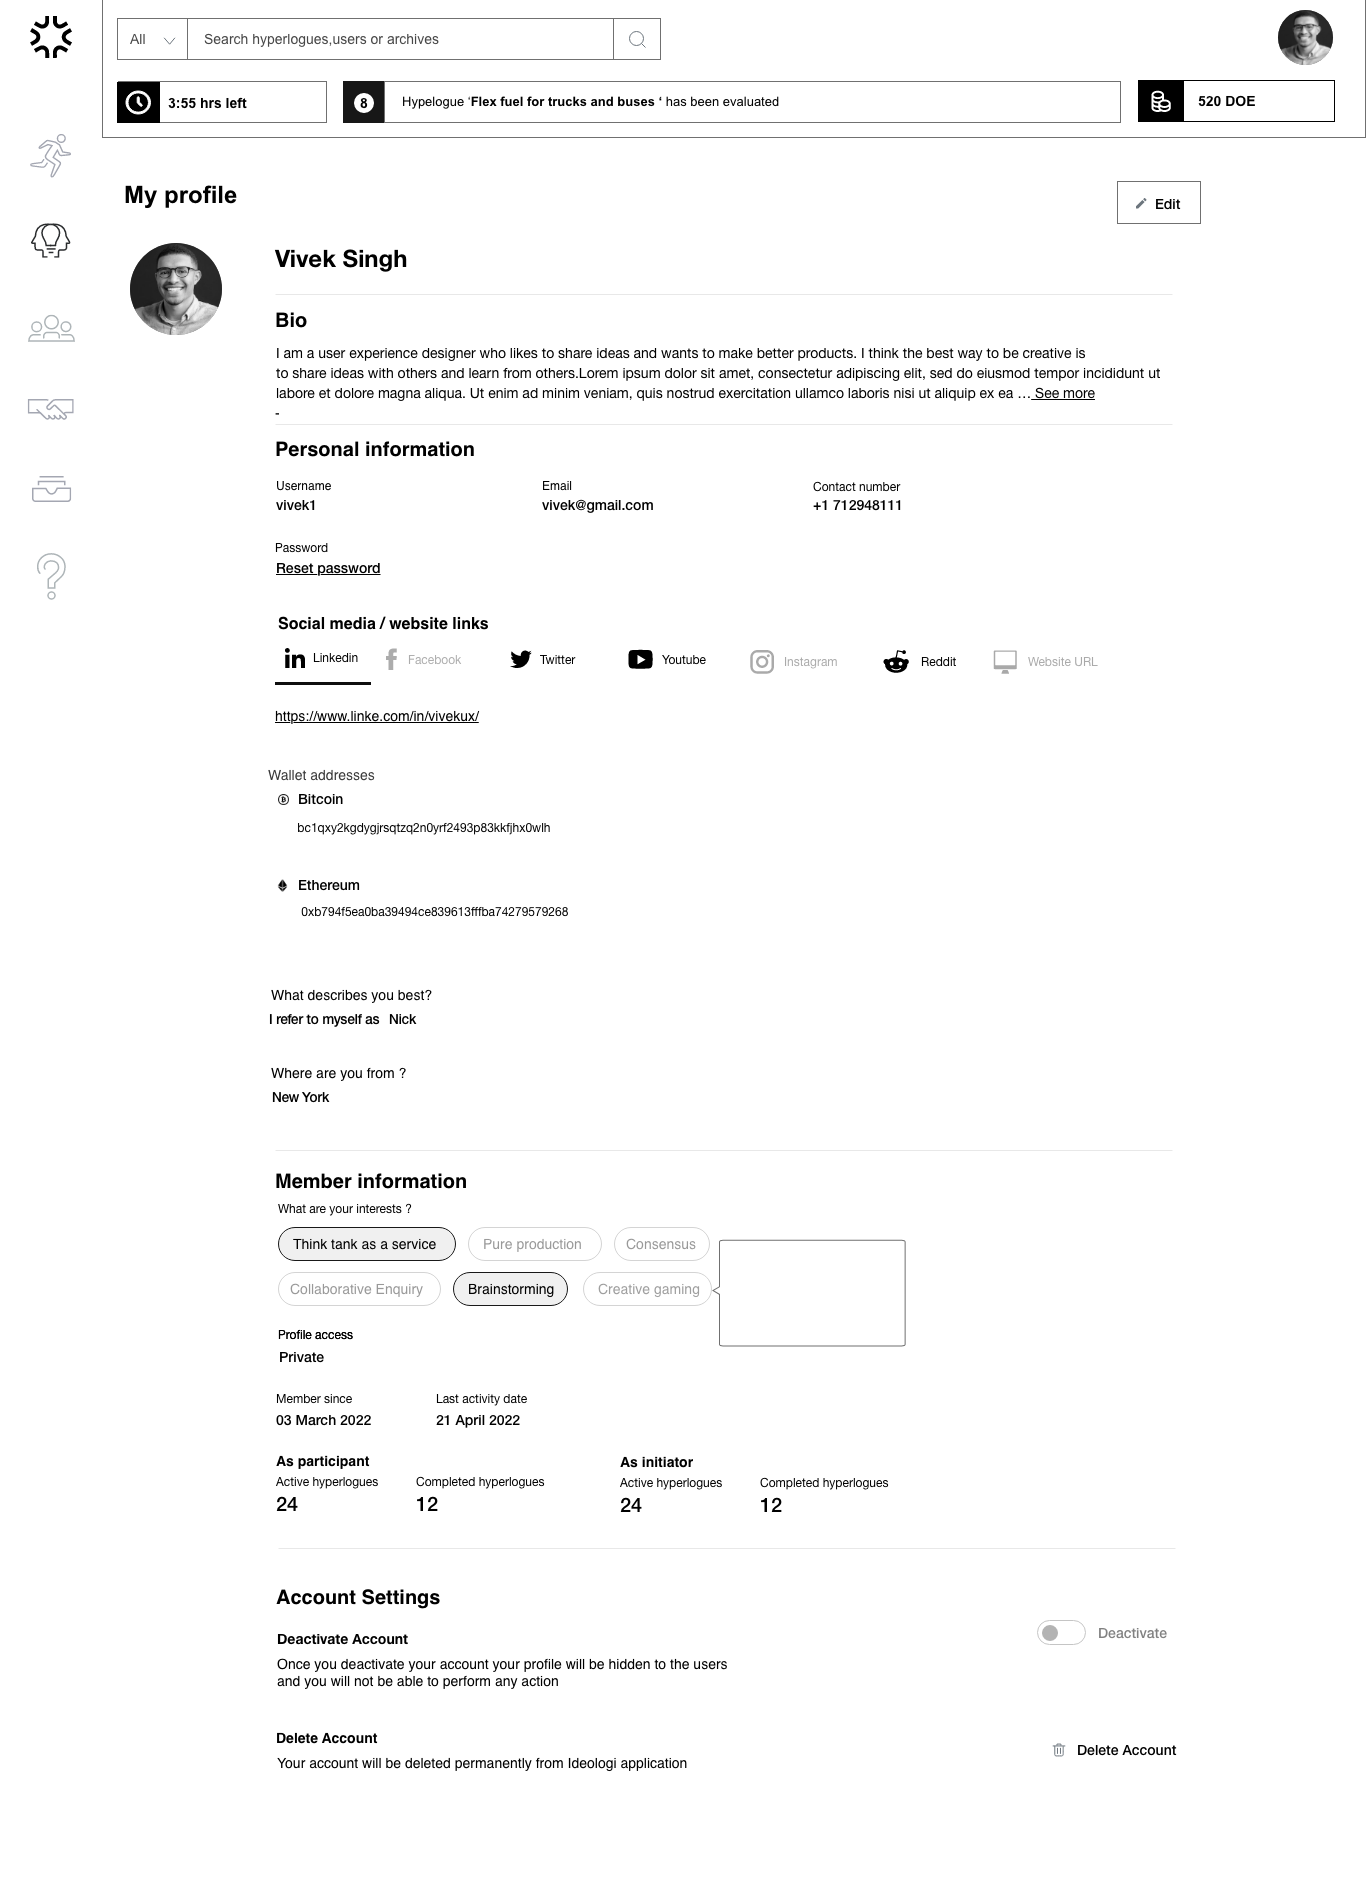 All
Search hyperlogues,users or archives
3:55 hrs left
8
Hypelogue ‘Flex fuel for trucks and buses ‘ has been evaluated
520 DOE
My profile
Edit
Vivek Singh
Bio
I am a user experience designer who likes to share ideas and wants to make better products. I think the best way to be creative is
to share ideas with others and learn from others.Lorem ipsum dolor sit amet, consectetur adipiscing elit, sed do eiusmod tempor incididunt ut
labore et dolore magna aliqua. Ut enim ad minim veniam, quis nostrud exercitation ullamco laboris nisi ut aliquip ex ea … See more
-
Personal information
Username
vivek1
Email
vivek@gmail.com
Contact number
+1 712948111
Password
Reset password
Social media / website links
Linkedin
Facebook
Twitter
Youtube
Instagram
Reddit
Website URL
https://www.linke.com/in/vivekux/
Wallet addresses
Bitcoin
bc1qxy2kgdygjrsqtzq2n0yrf2493p83kkfjhx0wlh
Ethereum
0xb794f5ea0ba39494ce839613fffba74279579268
What describes you best?
I refer to myself as Nick
Where are you from ?
New York
Member information
What are your interests ?
Think tank as a service
Pure production
Consensus
Collaborative Enquiry
Brainstorming
Creative gaming
Profile access
Private
Member since
03 March 2022
Last activity date
21 April 2022
As participant
Active hyperlogues
24
Completed hyperlogues
12
As initiator
Active hyperlogues
24
Completed hyperlogues
12
Account Settings
Deactivate Account
Once you deactivate your account your profile will be hidden to the users
and you will not be able to perform any action
Deactivate
Delete Account
Your account will be deleted permanently from Ideologi application
Delete Account